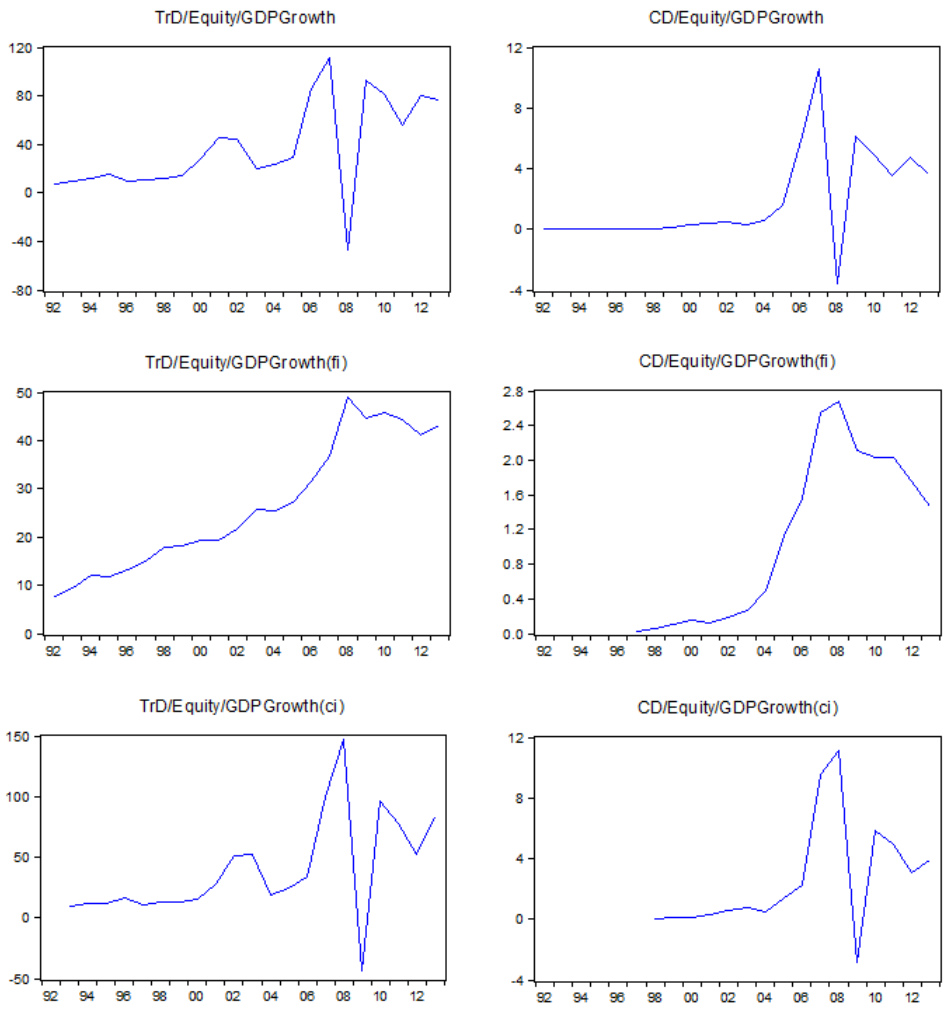 TrD/Equity/GDPGrowth
120
80
40
0
-40
-80
92 94 96 98 00 02 04 06 08 10 12
CD/Equity/GDPGrowth
12
8
4
0
-4
92 94 96 98 00 02 04 06 08 10 12
TrD/Equity/GDPGrowth(fi)
50
40
30
20
10
0
92 94 96 98 00 02 04 06 08 10 12
CD/Equity/GDPGrowth(fi)
2.8
2.4
2.0
1.6
1.2
0.8
0.4
0.0
92 94 96 98 00 02 04 06 08 10 12
TrD/Equity/GDPGrowth(ci)
150
100
50
0
-50
92 94 96 98 00 02 04 06 08 10 12
CD/Equity/GDPGrowth(ci)
12
8
4
0
-4
92 94 96 98 00 02 04 06 08 10 12